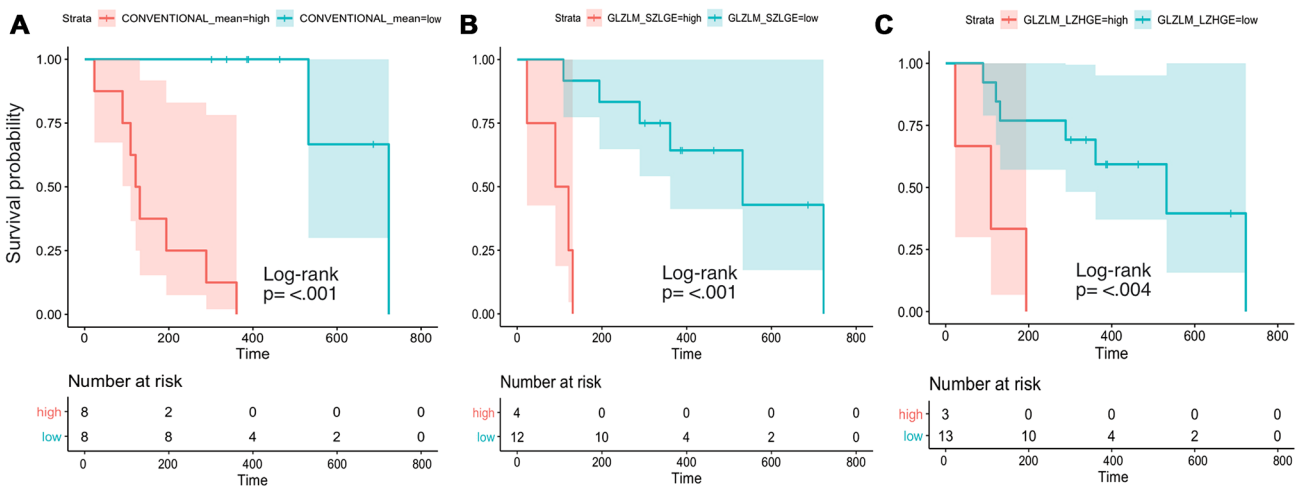 A
Strata CONVENTIONAL_mean=high CONVENTIONAL_mean=low
Survival probability
1.00
0.75
0.50
0.25
0.00
Log-rank
p= <.001
0 200 400 600 800
Time
Number at risk
high 8 2 0 0 0
low 8 8 4 2 0
0 200 400 600 800
Time
B
Strata GLZLM_SZLGE=high GLZLM_SZLGE=low
1.00
0.75
0.50
0.25
0.00
Log-rank
p= <.001
0 200 400 600 800
Time
Number at risk
high 4 0 0 0 0
low 12 10 4 2 0
0 200 400 600 800
Time
C
Strata GLZLM_LZHGE=high GLZLM_LZHGE=low
1.00
0.75
0.50
0.25
0.00
Log-rank
p= <.004
0 200 400 600 800
Time
Number at risk
high 3 0 0 0 0
low 13 10 4 2 0
0 200 400 600 800
Time